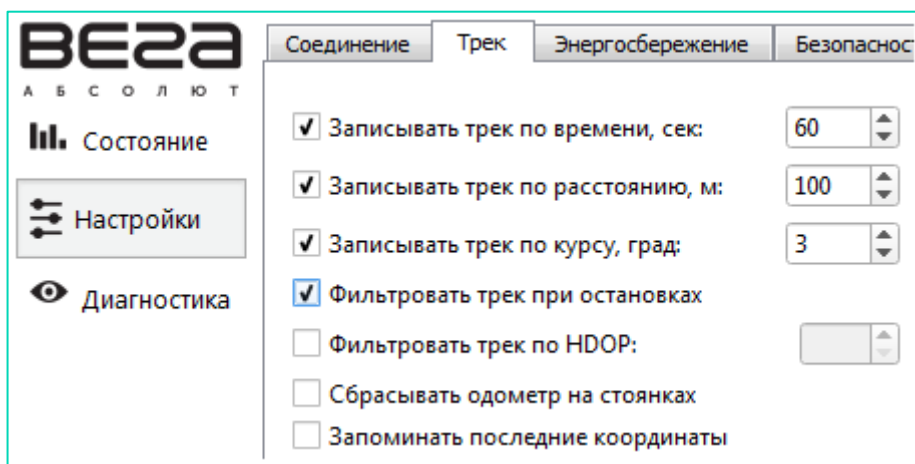 ВЕГА
АБСОЛЮТ
Состояние
Настройки
Диагностика
Соединение Трек Энергосбережение Безопаснос
Записывать трек по времени, сек: 60
Записывать трек по расстоянию, м: 100
Записывать трек по курсу, град: 3
Фильтровать трек при остановках
Фильтровать трек по HDOP:
Сбрасывать одометр на стоянках
Запоминать последние координаты